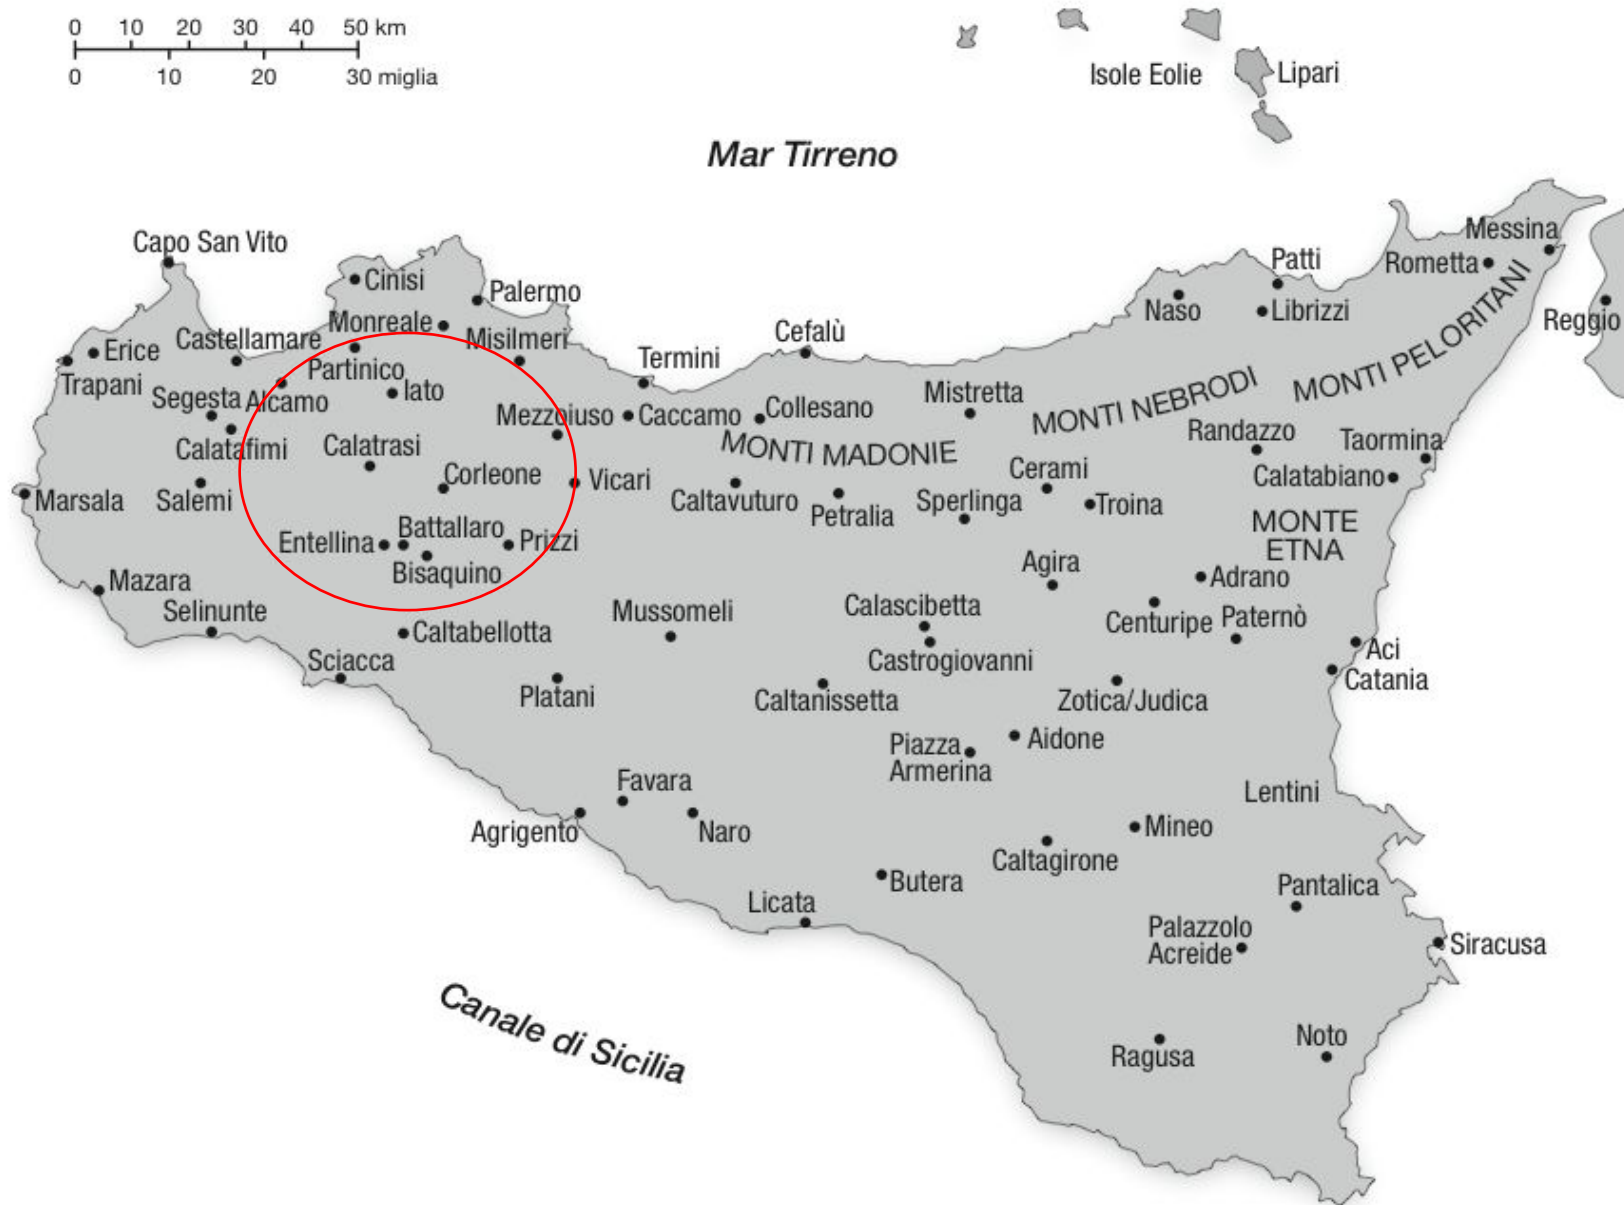 0 10 20 30 40 50 km
0 10 20 30 miglia
Isole Eolie
Lipari
Mar Tirreno
Capo San Vito
Cinisi
Palermo
Monreale
Castellamare
Misilmeri
Erice
Trapani
Partinico
Iato
Segesta
Alcamo
Calatafimi
Mezzoiuso
Calatrasi
Corleone
Vicari
Marsala
Salemi
Entellina
Battallaro
Prizzi
Bisaquino
Mazara
Selinunte
Caltabellotta
Sciacca
Platani
Termini
Cefalù
Caccamo
Collesano
MONTI MADONIE
Caltavuturo
Petralia
Mistretta
MONTI NEBRODI
Sperlinga
Cerami
Troina
Naso
Patti
Librizzi
Rometta
Messina
MONTI PELORITANI
Reggio
Randazzo
Taormina
Calatabiano
MONTE
ETNA
Agira
Adrano
Centuripe
Paternò
Aci
Catania
Mussomeli
Calascibetta
Castrogiovanni
Caltanissetta
Zotica/Judica
Piazza
Armerina
Aidone
Favara
Agrigento
Naro
Lentini
Mineo
Caltagirone
Butera
Licata
Pantalica
Palazzolo
Acreide
Siracusa
Ragusa
Noto
Canale di Sicilia